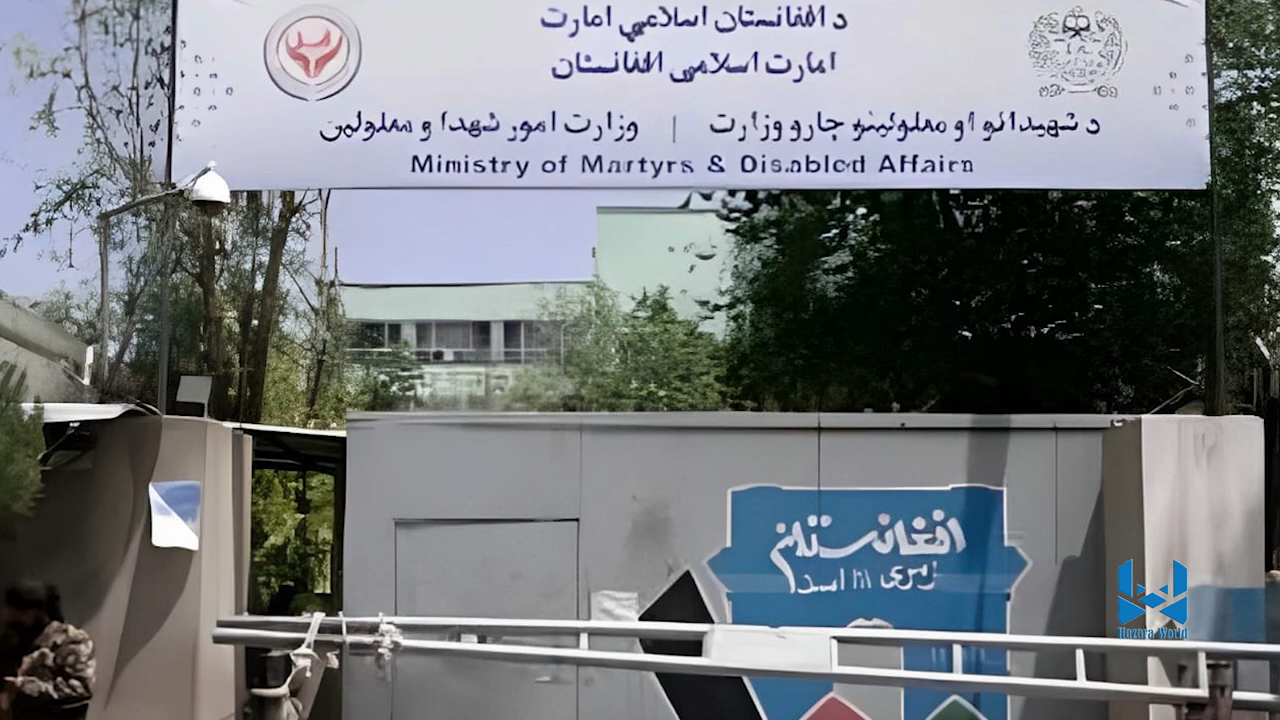 د افغانستان اسلامي امارت
امارت اسلامی افغانستان
د شهیدانو او معلولینو چارو وزارت | وزارت امور شهدا و معلولین
Mimistry of Martyrs & Disabled Affairs
افغانستان
Hazara World